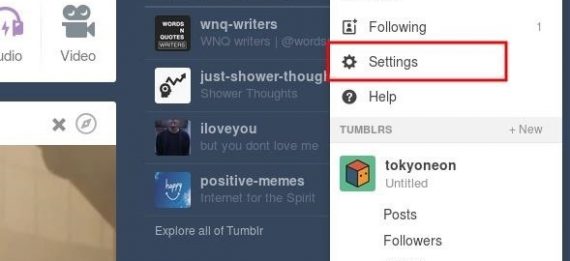 udio
Video
wnq-writers
WNQ writers | @words
WORDS
N
QUOTES
WRITERS
just-shower-though
Shower Thoughts
iloveyou
but you dont love me
happy
positive-memes
Internet for the Spirit
Explore all of Tumblr
Following 1
Settings
Help
TUMBLRS + New
tokyoneon
Untitled
Posts
Followers